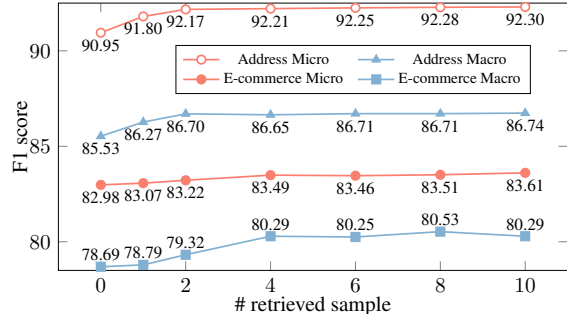 92.17 92.21 92.25 92.28 92.30
91.80
90.95
90
Address Micro Address Macro
E-commerce Micro E-commerce Macro
F1 score
86.27 86.70 86.65 86.71 86.71 86.74
85.53
85
82.98 83.07 83.22 83.49 83.46 83.51 83.61
78.69 78.79 79.32 80.29 80.25 80.53 80.29
80
0 2 4 6 8 10
# retrieved sample